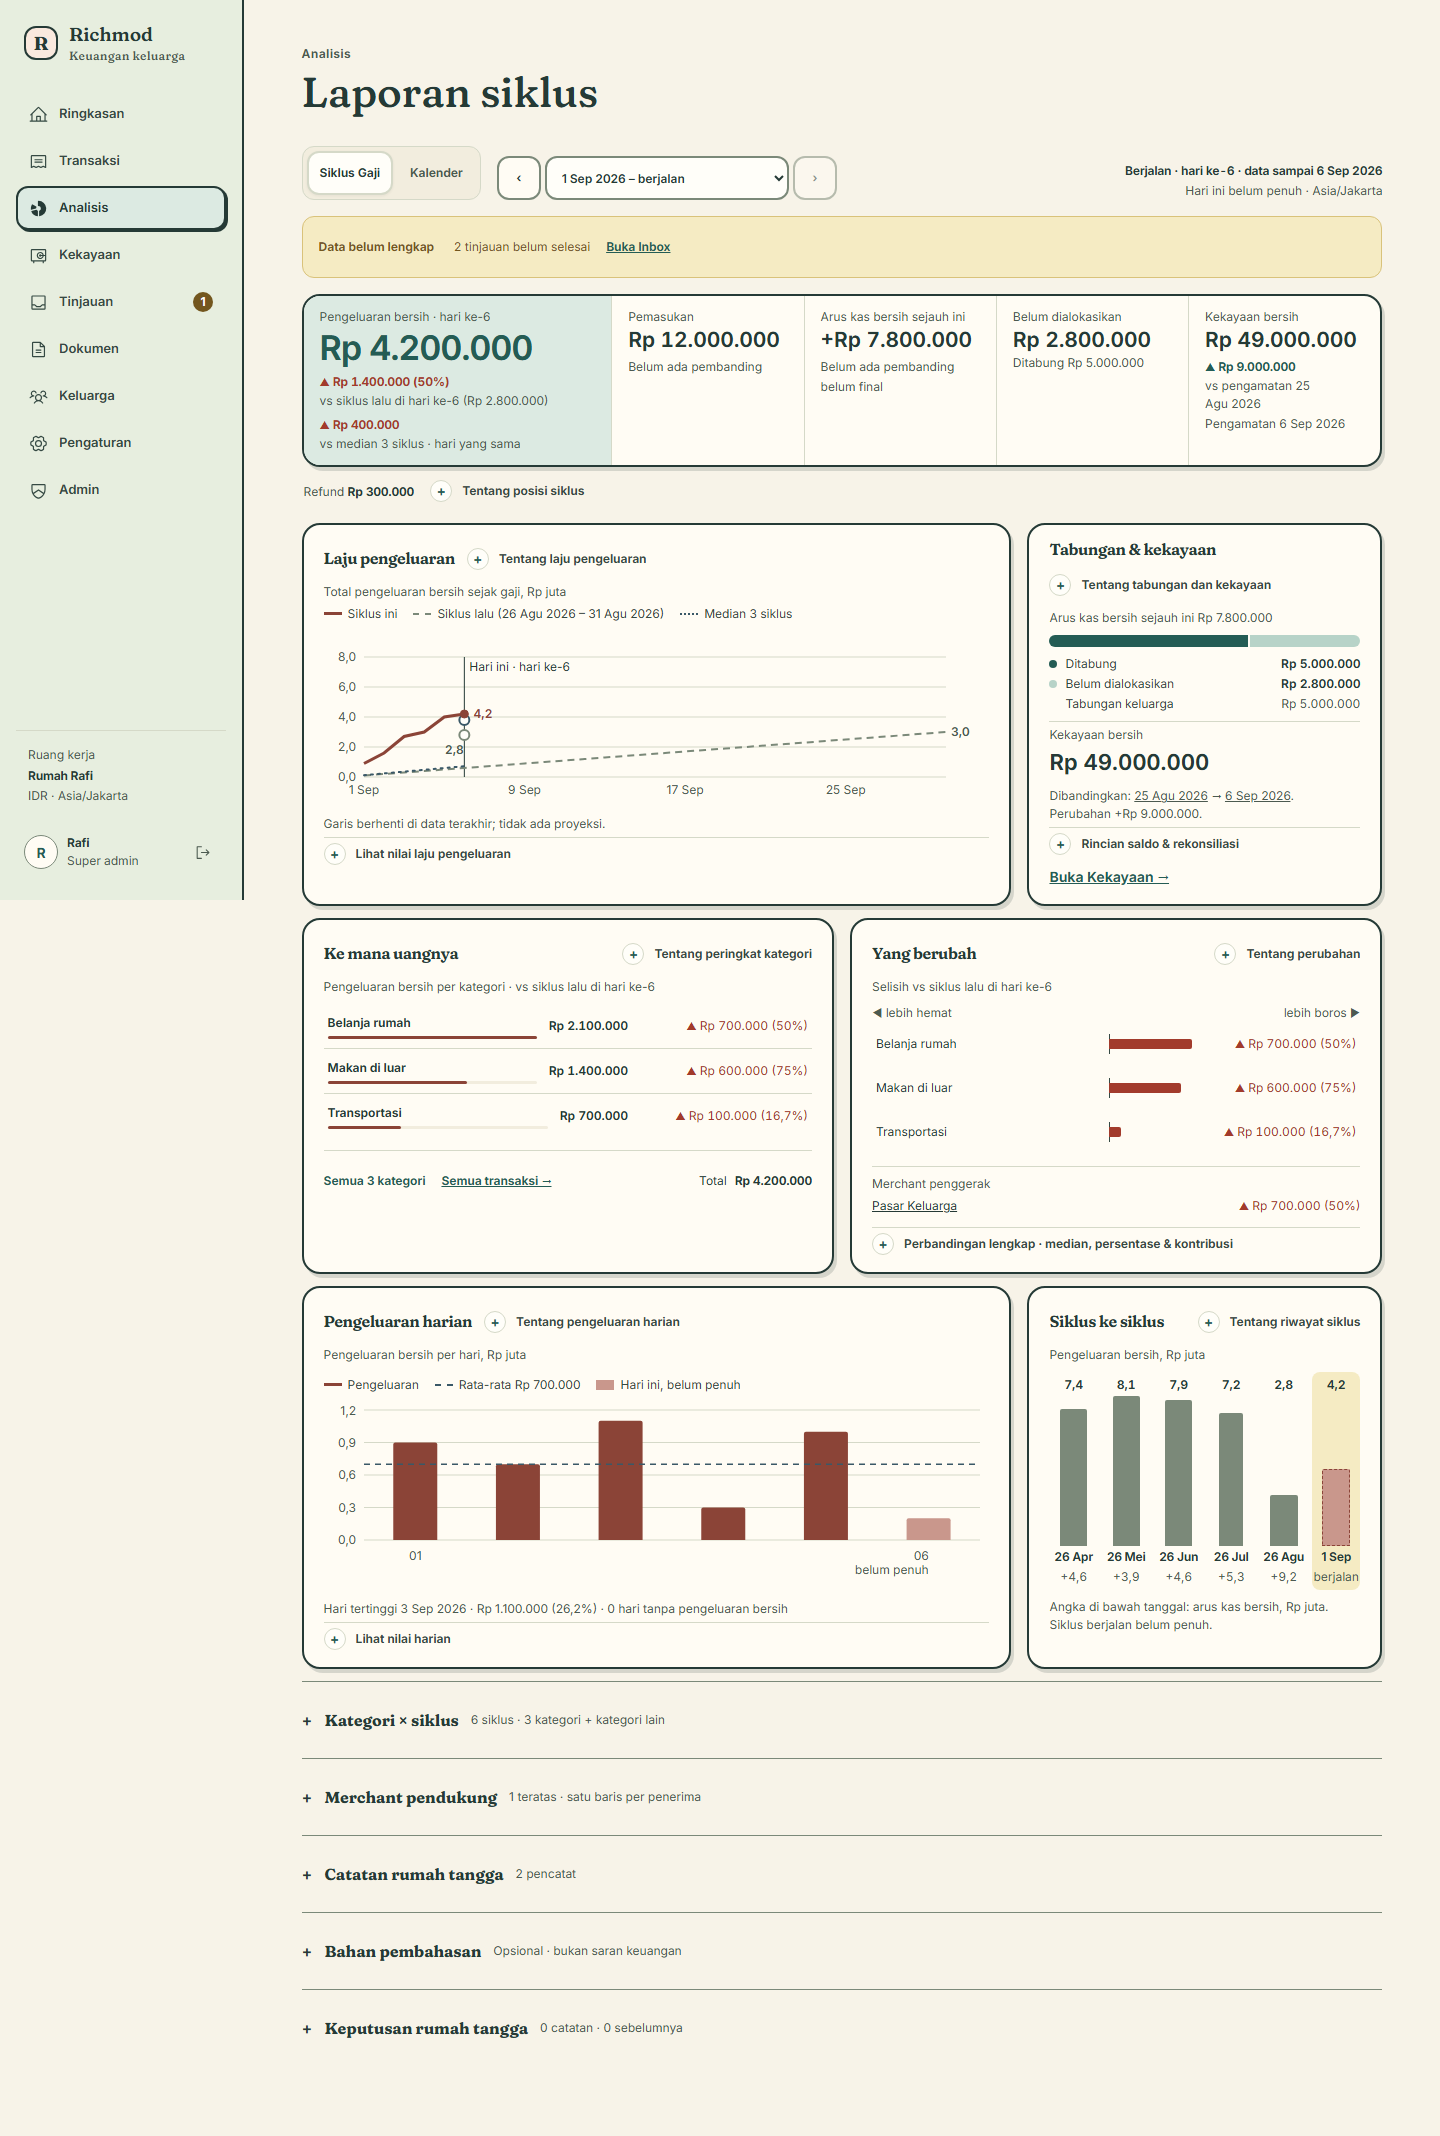 R
Richmod
Keuangan keluarga
Ringkasan
Transaksi
Analisis
Kekayaan
Tinjauan 1
Dokumen
Keluarga
Pengaturan
Admin
Ruang kerja
Rumah Rafi
IDR · Asia/Jakarta
R
Rafi
Super admin
Analisis
Laporan siklus
Siklus Gaji Kalender
‹ 1 Sep 2026 – berjalan ›
Berjalan · hari ke-6 · data sampai 6 Sep 2026
Hari ini belum penuh · Asia/Jakarta
Data belum lengkap 2 tinjauan belum selesai Buka Inbox
Pengeluaran bersih · hari ke-6
Rp 4.200.000
▲ Rp 1.400.000 (50%)
vs siklus lalu di hari ke-6 (Rp 2.800.000)
▲ Rp 400.000
vs median 3 siklus · hari yang sama
Pemasukan
Rp 12.000.000
Belum ada pembanding
Arus kas bersih sejauh ini
+Rp 7.800.000
Belum ada pembanding
belum final
Belum dialokasikan
Rp 2.800.000
Ditabung Rp 5.000.000
Kekayaan bersih
Rp 49.000.000
▲ Rp 9.000.000
vs pengamatan 25
Agu 2026
Pengamatan 6 Sep 2026
Refund Rp 300.000 + Tentang posisi siklus
Laju pengeluaran + Tentang laju pengeluaran
Total pengeluaran bersih sejak gaji, Rp juta
Siklus ini Siklus lalu (26 Agu 2026 – 31 Agu 2026) Median 3 siklus
8,0
Hari ini · hari ke-6
6,0
4,0
4,2
2,0
2,8
3,0
0,0
1 Sep 9 Sep 17 Sep 25 Sep
Garis berhenti di data terakhir; tidak ada proyeksi.
+ Lihat nilai laju pengeluaran
Tabungan & kekayaan
+ Tentang tabungan dan kekayaan
Arus kas bersih sejauh ini Rp 7.800.000
Ditabung Rp 5.000.000
Belum dialokasikan Rp 2.800.000
Tabungan keluarga Rp 5.000.000
Kekayaan bersih
Rp 49.000.000
Dibandingkan: 25 Agu 2026 → 6 Sep 2026.
Perubahan +Rp 9.000.000.
+ Rincian saldo & rekonsiliasi
Buka Kekayaan →
Ke mana uangnya + Tentang peringkat kategori
Pengeluaran bersih per kategori · vs siklus lalu di hari ke-6
Belanja rumah Rp 2.100.000 ▲ Rp 700.000 (50%)
Makan di luar Rp 1.400.000 ▲ Rp 600.000 (75%)
Transportasi Rp 700.000 ▲ Rp 100.000 (16,7%)
Semua 3 kategori Semua transaksi → Total Rp 4.200.000
Yang berubah + Tentang perubahan
Selisih vs siklus lalu di hari ke-6
◀ lebih hemat lebih boros ▶
Belanja rumah ▲ Rp 700.000 (50%)
Makan di luar ▲ Rp 600.000 (75%)
Transportasi ▲ Rp 100.000 (16,7%)
Merchant penggerak
Pasar Keluarga ▲ Rp 700.000 (50%)
+ Perbandingan lengkap · median, persentase & kontribusi
Pengeluaran harian + Tentang pengeluaran harian
Pengeluaran bersih per hari, Rp juta
Pengeluaran Rata-rata Rp 700.000 Hari ini, belum penuh
1,2
0,9
0,6
0,3
0,0
01 06
belum penuh
Hari tertinggi 3 Sep 2026 · Rp 1.100.000 (26,2%) · 0 hari tanpa pengeluaran bersih
+ Lihat nilai harian
Siklus ke siklus + Tentang riwayat siklus
Pengeluaran bersih, Rp juta
7,4 8,1 7,9 7,2 2,8 4,2
26 Apr 26 Mei 26 Jun 26 Jul 26 Agu 1 Sep
+4,6 +3,9 +4,6 +5,3 +9,2 berjalan
Angka di bawah tanggal: arus kas bersih, Rp juta.
Siklus berjalan belum penuh.
+ Kategori × siklus 6 siklus · 3 kategori + kategori lain
+ Merchant pendukung 1 teratas · satu baris per penerima
+ Catatan rumah tangga 2 pencatat
+ Bahan pembahasan Opsional · bukan saran keuangan
+ Keputusan rumah tangga 0 catatan · 0 sebelumnya